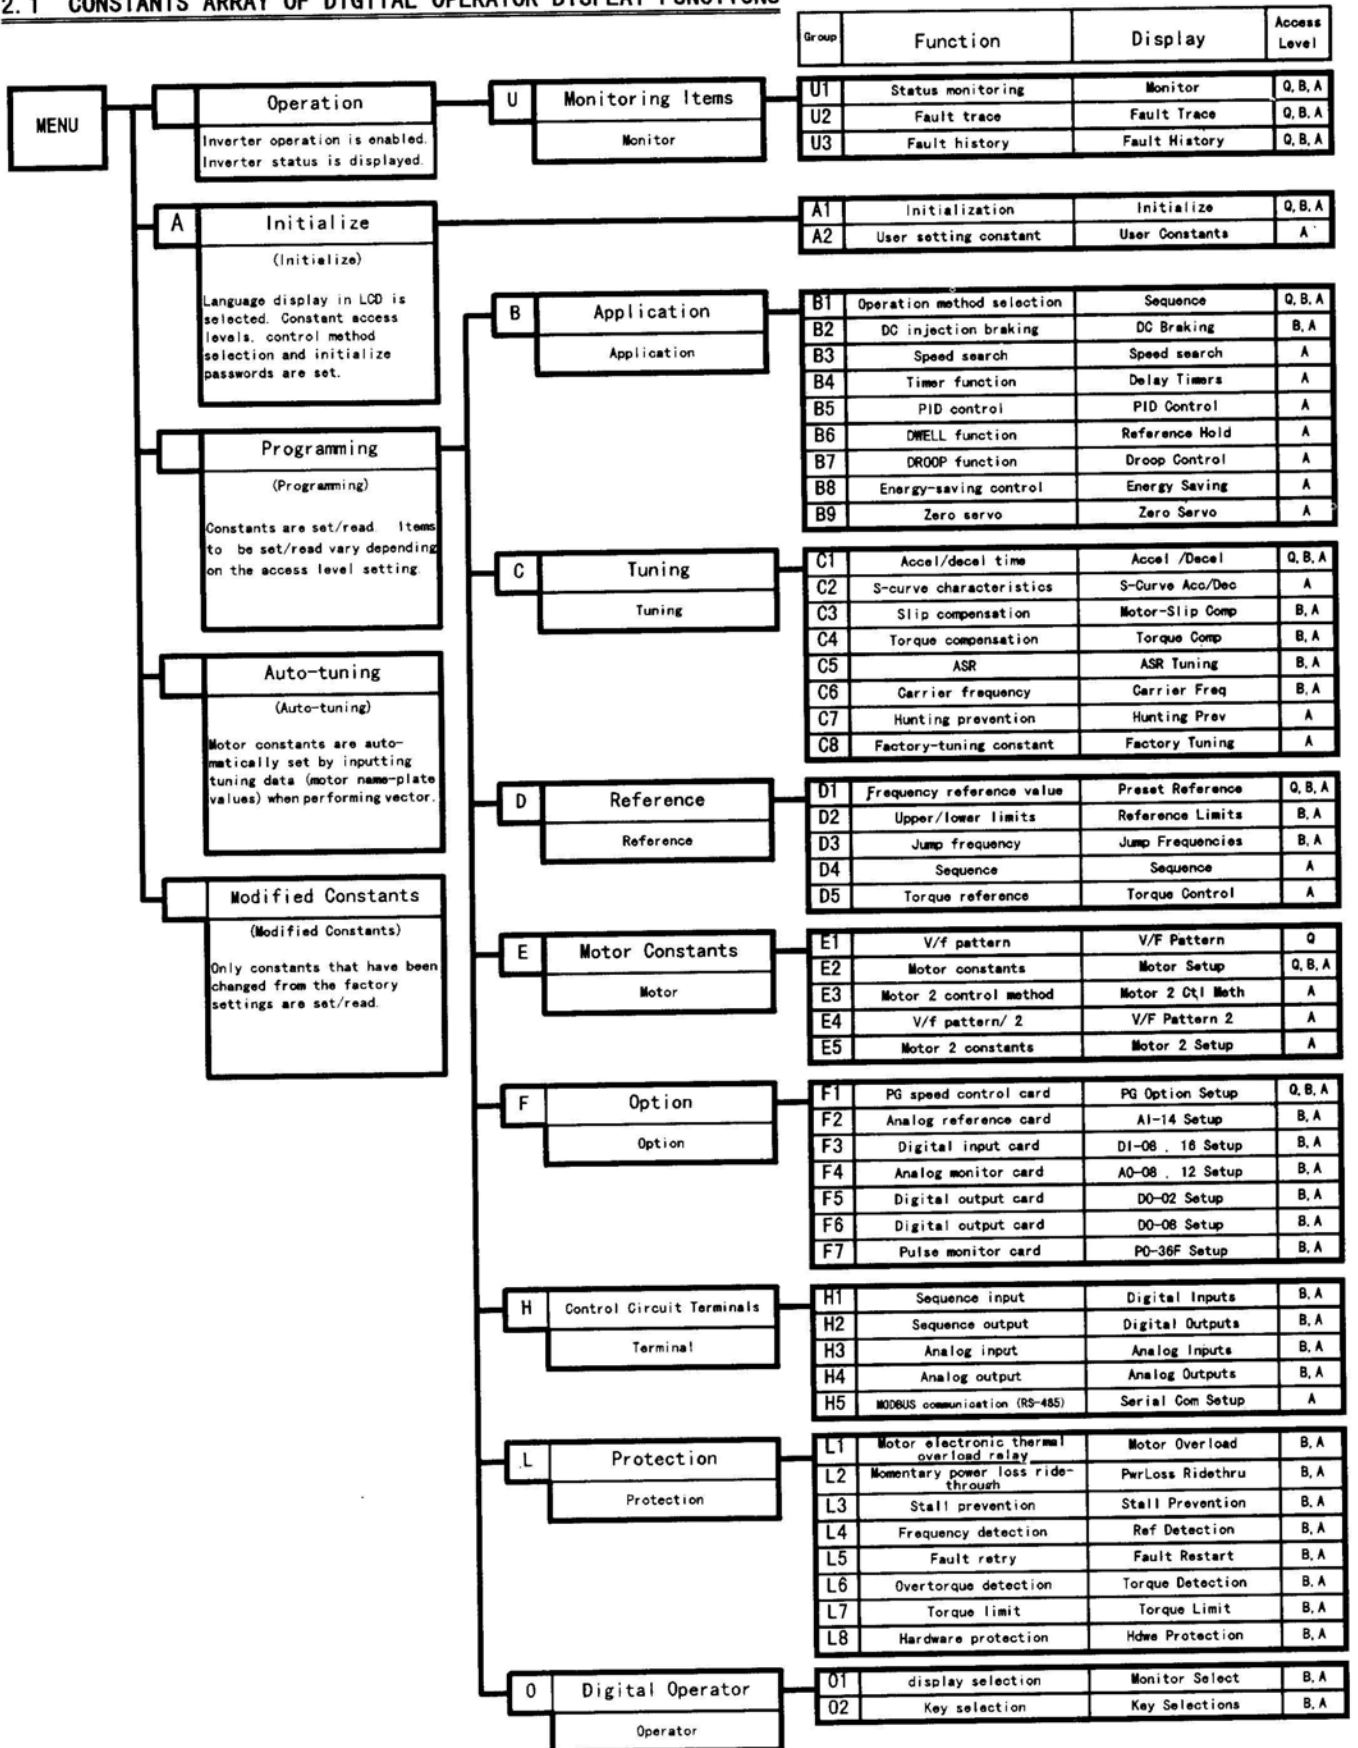 2. 1 CONSTANTS ARRAY OF DIGITAL OPERATOR DISPLAY FUNCTIONS
Group Function Display Access Level
MENU
Operation
Inverter operation is enabled.
Inverter status is displayed.
U Monitoring Items
Monitor
U1 Status monitoring Monitor Q, B, A
U2 Fault trace Fault Trace Q, B, A
U3 Fault history Fault History Q, B, A
A Initialize
(Initialize)
Language display in LCD is
selected. Constant access
levels, control method
selection and initialize
passwords are set.
A1 Initialization Initialize Q, B, A
A2 User setting constant User Constants A
Programming
(Programming)
Constants are set/read. Items
to be set/read vary depending
on the access level setting.
B Application
Application
B1 Operation method selection Sequence Q, B, A
B2 DC injection braking DC Braking B, A
B3 Speed search Speed search A
B4 Timer function Delay Timers A
B5 PID control PID Control A
B6 DWELL function Reference Hold A
B7 DROOP function Droop Control A
B8 Energy-saving control Energy Saving A
B9 Zero servo Zero Servo A
C Tuning
Tuning
C1 Accel/decel time Accel /Decel Q, B, A
C2 S-curve characteristics S-Curve Acc/Dec A
C3 Slip compensation Motor-Slip Comp B, A
C4 Torque compensation Torque Comp B, A
C5 ASR ASR Tuning B, A
C6 Carrier frequency Carrier Freq B, A
C7 Hunting prevention Hunting Prev A
C8 Factory-tuning constant Factory Tuning A
Auto-tuning
(Auto-tuning)
Motor constants are auto-
matically set by inputting
tuning data (motor name-plate
values) when performing vector.
D Reference
Reference
D1 Frequency reference value Preset Reference Q, B, A
D2 Upper/lower limits Reference Limits B, A
D3 Jump frequency Jump Frequencies B, A
D4 Sequence Sequence A
D5 Torque reference Torque Control A
Modified Constants
(Modified Constants)
Only constants that have been
changed from the factory
settings are set/read.
E Motor Constants
Motor
E1 V/f pattern V/F Pattern Q
E2 Motor constants Motor Setup Q, B, A
E3 Motor 2 control method Motor 2 Ctl Meth A
E4 V/f pattern/ 2 V/F Pattern 2 A
E5 Motor 2 constants Motor 2 Setup A
F Option
Option
F1 PG speed control card PG Option Setup Q, B, A
F2 Analog reference card AI-14 Setup B, A
F3 Digital input card DI-08 , 16 Setup B, A
F4 Analog monitor card AO-08 , 12 Setup B, A
F5 Digital output card DO-02 Setup B, A
F6 Digital output card DO-08 Setup B, A
F7 Pulse monitor card PO-36F Setup B, A
H Control Circuit Terminals
Terminal
H1 Sequence input Digital Inputs B, A
H2 Sequence output Digital Outputs B, A
H3 Analog input Analog Inputs B, A
H4 Analog output Analog Outputs B, A
H5 MODBUS communication (RS-485) Serial Com Setup A
L Protection
Protection
L1 Motor electronic thermal overload relay Motor Overload B, A
L2 Momentary power loss ride-through PwrLoss Ridethru B, A
L3 Stall prevention Stall Prevention B, A
L4 Frequency detection Ref Detection B, A
L5 Fault retry Fault Restart B, A
L6 Overtorque detection Torque Detection B, A
L7 Torque limit Torque Limit B, A
L8 Hardware protection Hdwe Protection B, A
O Digital Operator
Operator
O1 display selection Monitor Select B, A
O2 Key selection Key Selections B, A